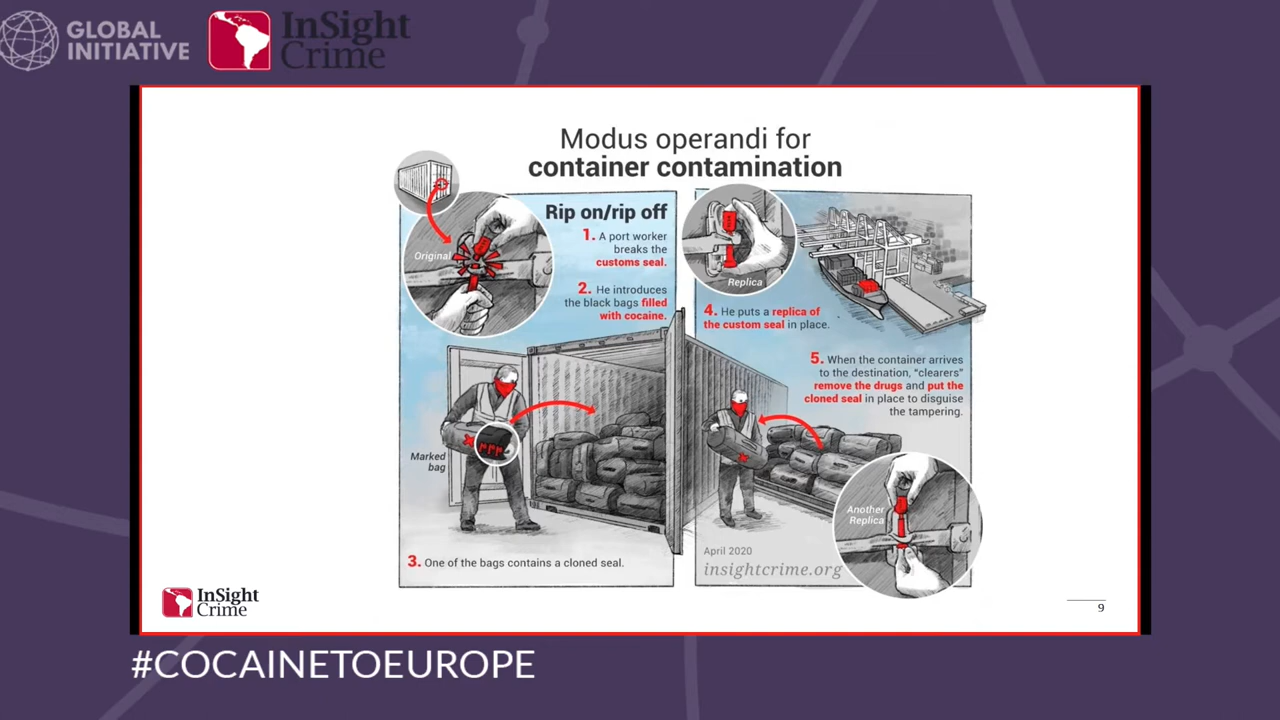 GLOBAL
INITIATIVE
InSight
Crime
Modus operandi for
container contamination
Rip on/rip off
1. A port worker
breaks the
customs seal.
2. He introduces
the black bags filled
with cocaine.
Original
Marked
bag
3. One of the bags contains a cloned seal.
Replica
4. He puts a replica of
the custom seal in place.
5. When the container arrives
to the destination, “clearers”
remove the drugs and put the
cloned seal in place to disguise
the tampering.
Another
Replica
April 2020
insightcrime.org
InSight
Crime
9
#COCAINETOEUROPE